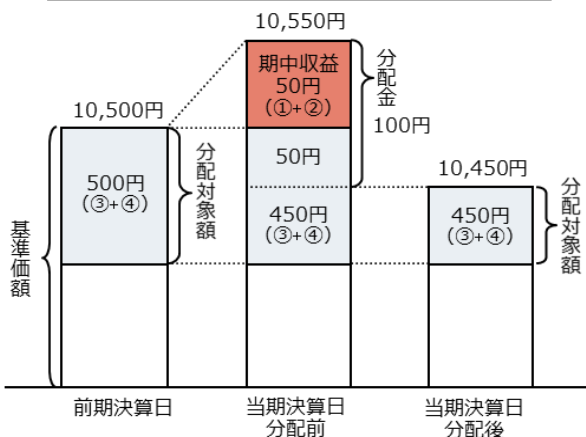 10,550円
期中収益
50円
(①+②)
分配金
100円
10,500円
50円
10,450円
500円
(③+④)
分配対象額
450円
(③+④)
450円
(③+④)
分配対象額
基準価額
前期決算日
当期決算日
分配前
当期決算日
分配後